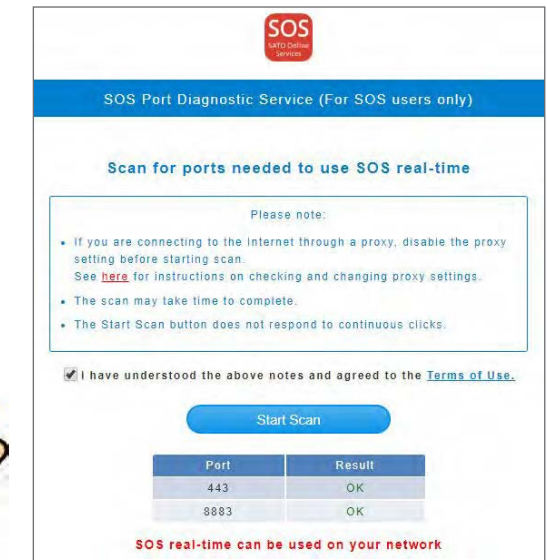 SOS
SATO Online
Services
SOS Port Diagnostic Service (For SOS users only)
Scan for ports needed to use SOS real-time
Please note:
• If you are connecting to the Internet through a proxy, disable the proxy
setting before starting scan.
See here for instructions on checking and changing proxy settings.
• The scan may take time to complete.
• The Start Scan button does not respond to continuous clicks.
I have understood the above notes and agreed to the Terms of Use.
Start Scan
Port Result
443 OK
8883 OK
SOS real-time can be used on your network